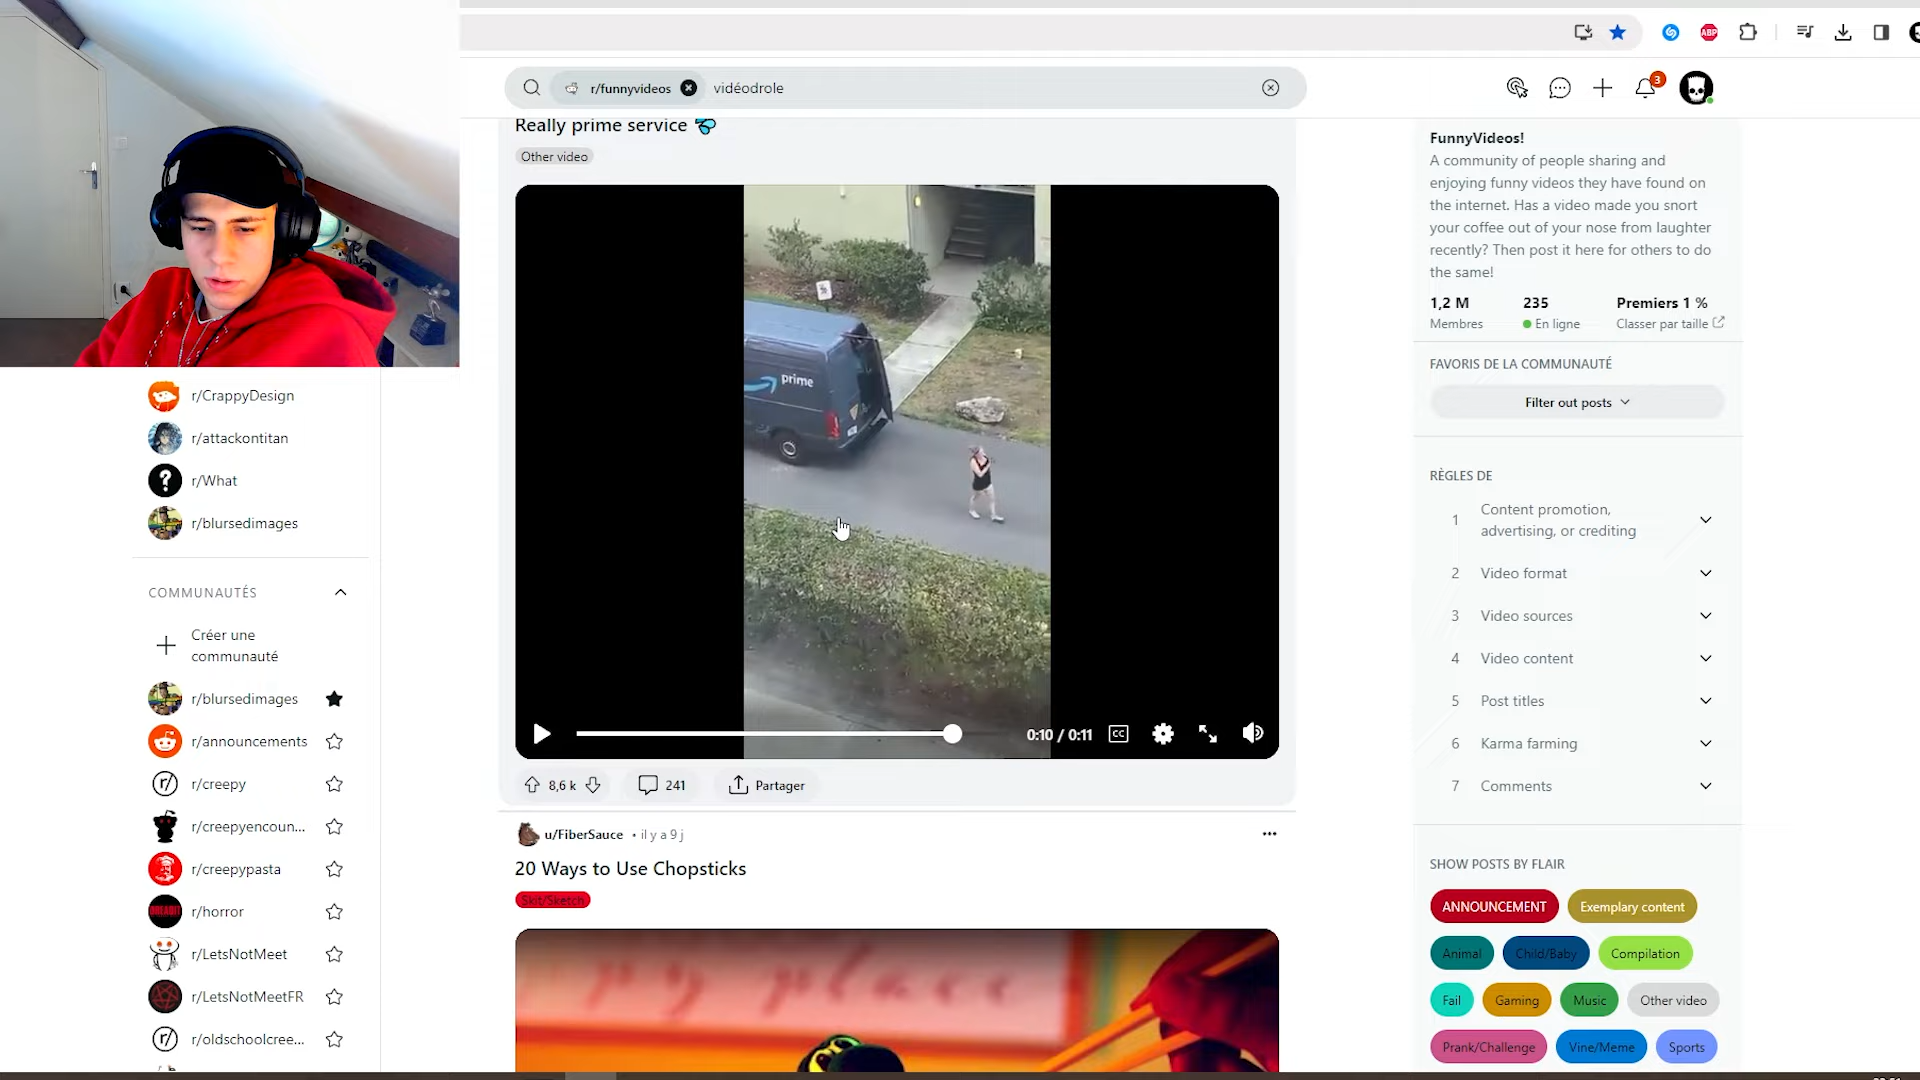 ABP
r/funnyvideos
vidéodrole
3
Really prime service
Other video
prime
0:10 / 0:11
CC
8,6 k
241
Partager
u/FiberSauce • il y a 9 j
20 Ways to Use Chopsticks
Skit/Sketch
r/CrappyDesign
r/attackontitan
r/What
r/blursedimages
COMMUNAUTÉS
Créer une
communauté
r/blursedimages
r/announcements
r/creepy
r/creepyencoun...
r/creepypasta
r/horror
r/LetsNotMeet
r/LetsNotMeetFR
r/oldschoolcree...
FunnyVideos!
A community of people sharing and
enjoying funny videos they have found on
the internet. Has a video made you snort
your coffee out of your nose from laughter
recently? Then post it here for others to do
the same!
1,2 M
Membres
235
En ligne
Premiers 1 %
Classer par taille
FAVORIS DE LA COMMUNAUTÉ
Filter out posts
RÈGLES DE
1 Content promotion,
advertising, or crediting
2 Video format
3 Video sources
4 Video content
5 Post titles
6 Karma farming
7 Comments
SHOW POSTS BY FLAIR
ANNOUNCEMENT
Exemplary content
Animal
Child/Baby
Compilation
Fail
Gaming
Music
Other video
Prank/Challenge
Vine/Meme
Sports